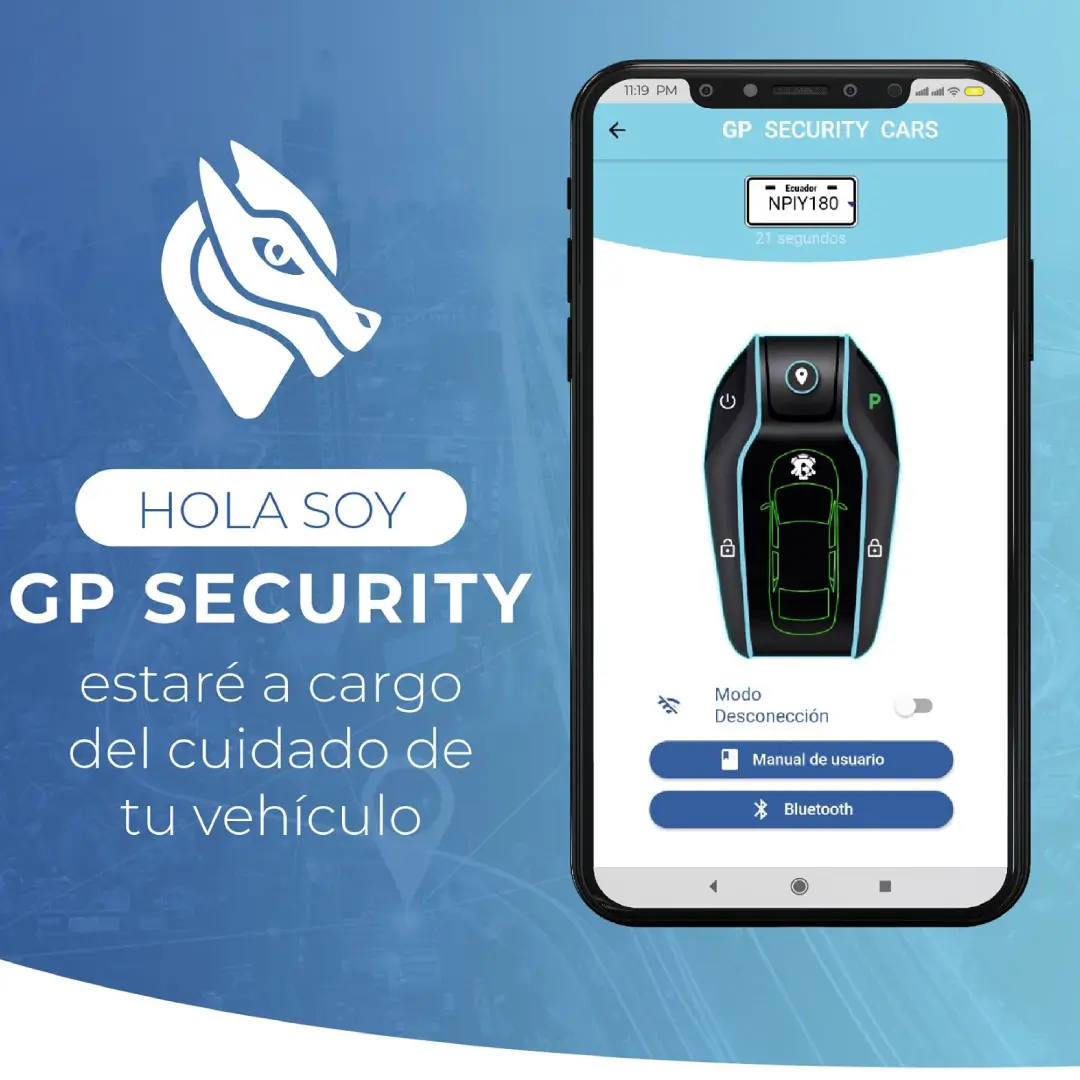 HOLA SOY
GP SECURITY
estaré a cargo
del cuidado de
tu vehículo
11:19 PM
GP SECURITY CARS
Ecuador
NPIY180
21 segundos
P
Modo
Desconección
Manual de usuario
Bluetooth